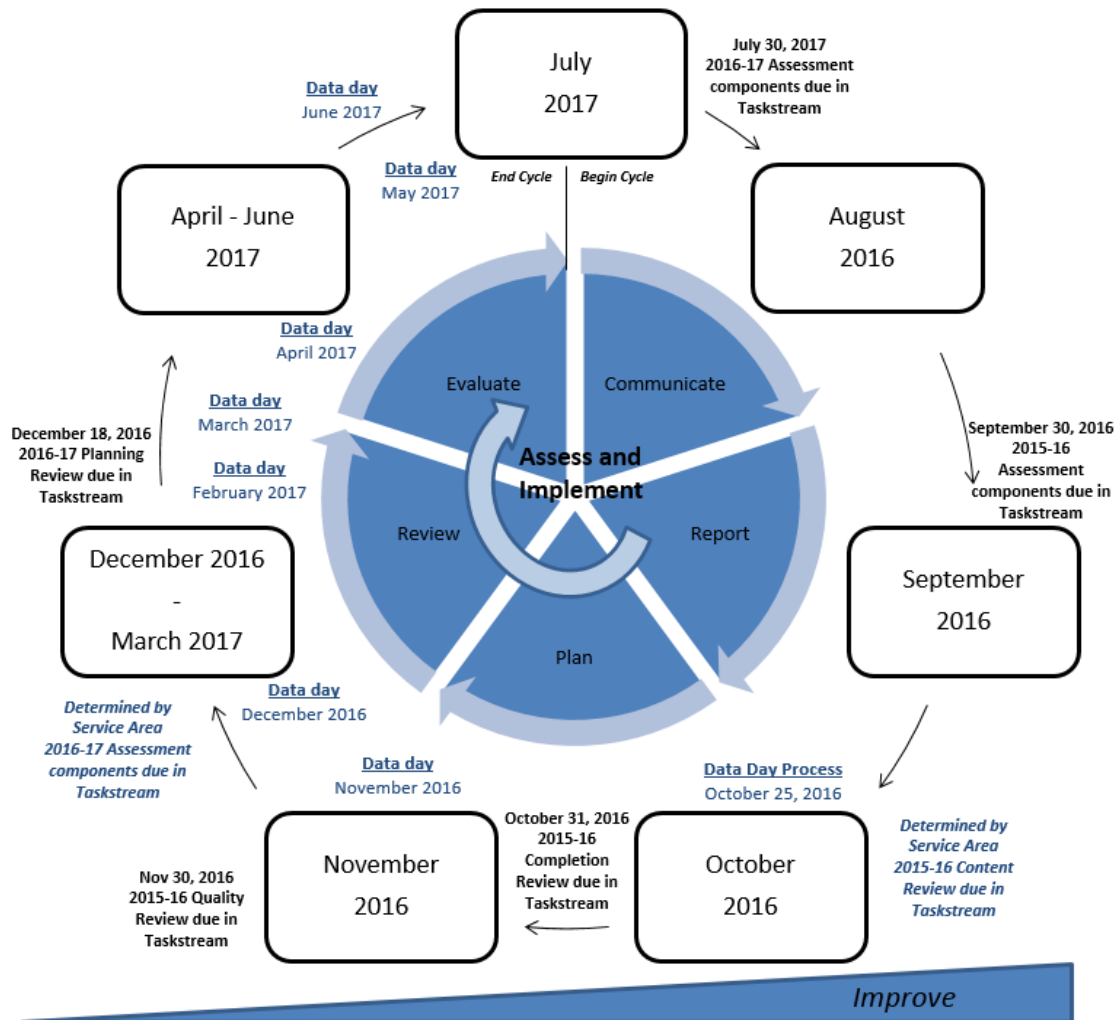 July
2017
End Cycle
Begin Cycle
July 30, 2017
2016-17 Assessment
components due in
Taskstream
August
2016
September 30, 2016
2015-16
Assessment
components due in
Taskstream
September
2016
Determined by
Service Area
2015-16 Content
Review due in
Taskstream
Data Day Process
October 25, 2016
October
2016
October 31, 2016
2015-16
Completion
Review due in
Taskstream
Data day
November 2016
November
2016
Nov 30, 2016
2015-16 Quality
Review due in
Taskstream
Data day
December 2016
Determined by
Service Area
2016-17 Assessment
components due in
Taskstream
December 2016
-
March 2017
December 18, 2016
2016-17 Planning
Review due in
Taskstream
Data day
February 2017
Data day
March 2017
Data day
April 2017
April - June
2017
Data day
May 2017
Data day
June 2017
Evaluate
Communicate
Assess and
Implement
Review
Report
Plan
Improve